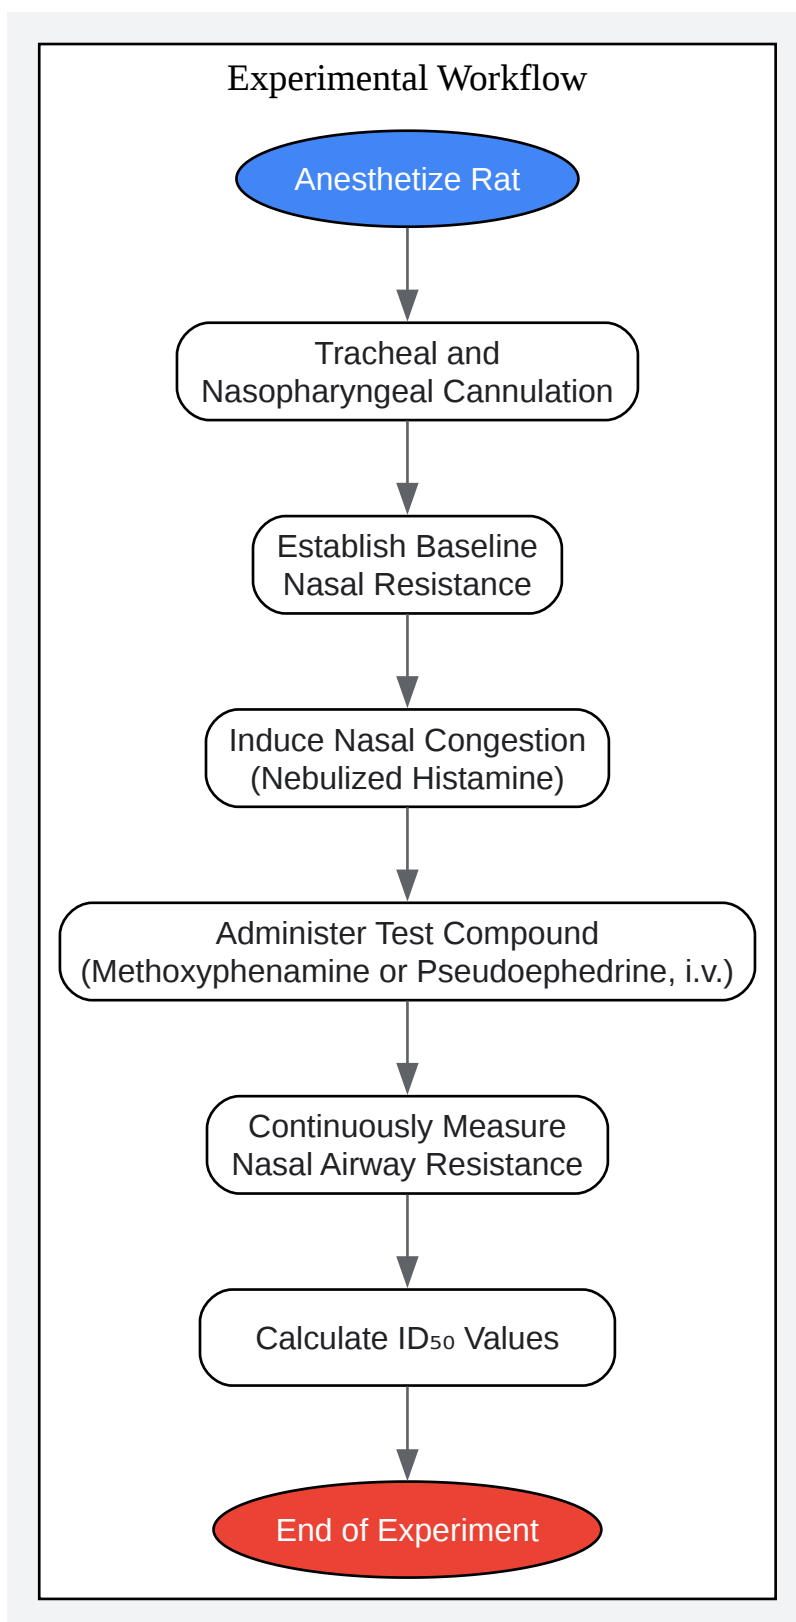 Experimental Workflow
Anesthetize Rat
Tracheal and
Nasopharyngeal Cannulation
Establish Baseline
Nasal Resistance
Induce Nasal Congestion
(Nebulized Histamine)
Administer Test Compound
(Methoxyphenamine or Pseudoephedrine, i.v.)
Continuously Measure
Nasal Airway Resistance
Calculate ID₅₀ Values
End of Experiment